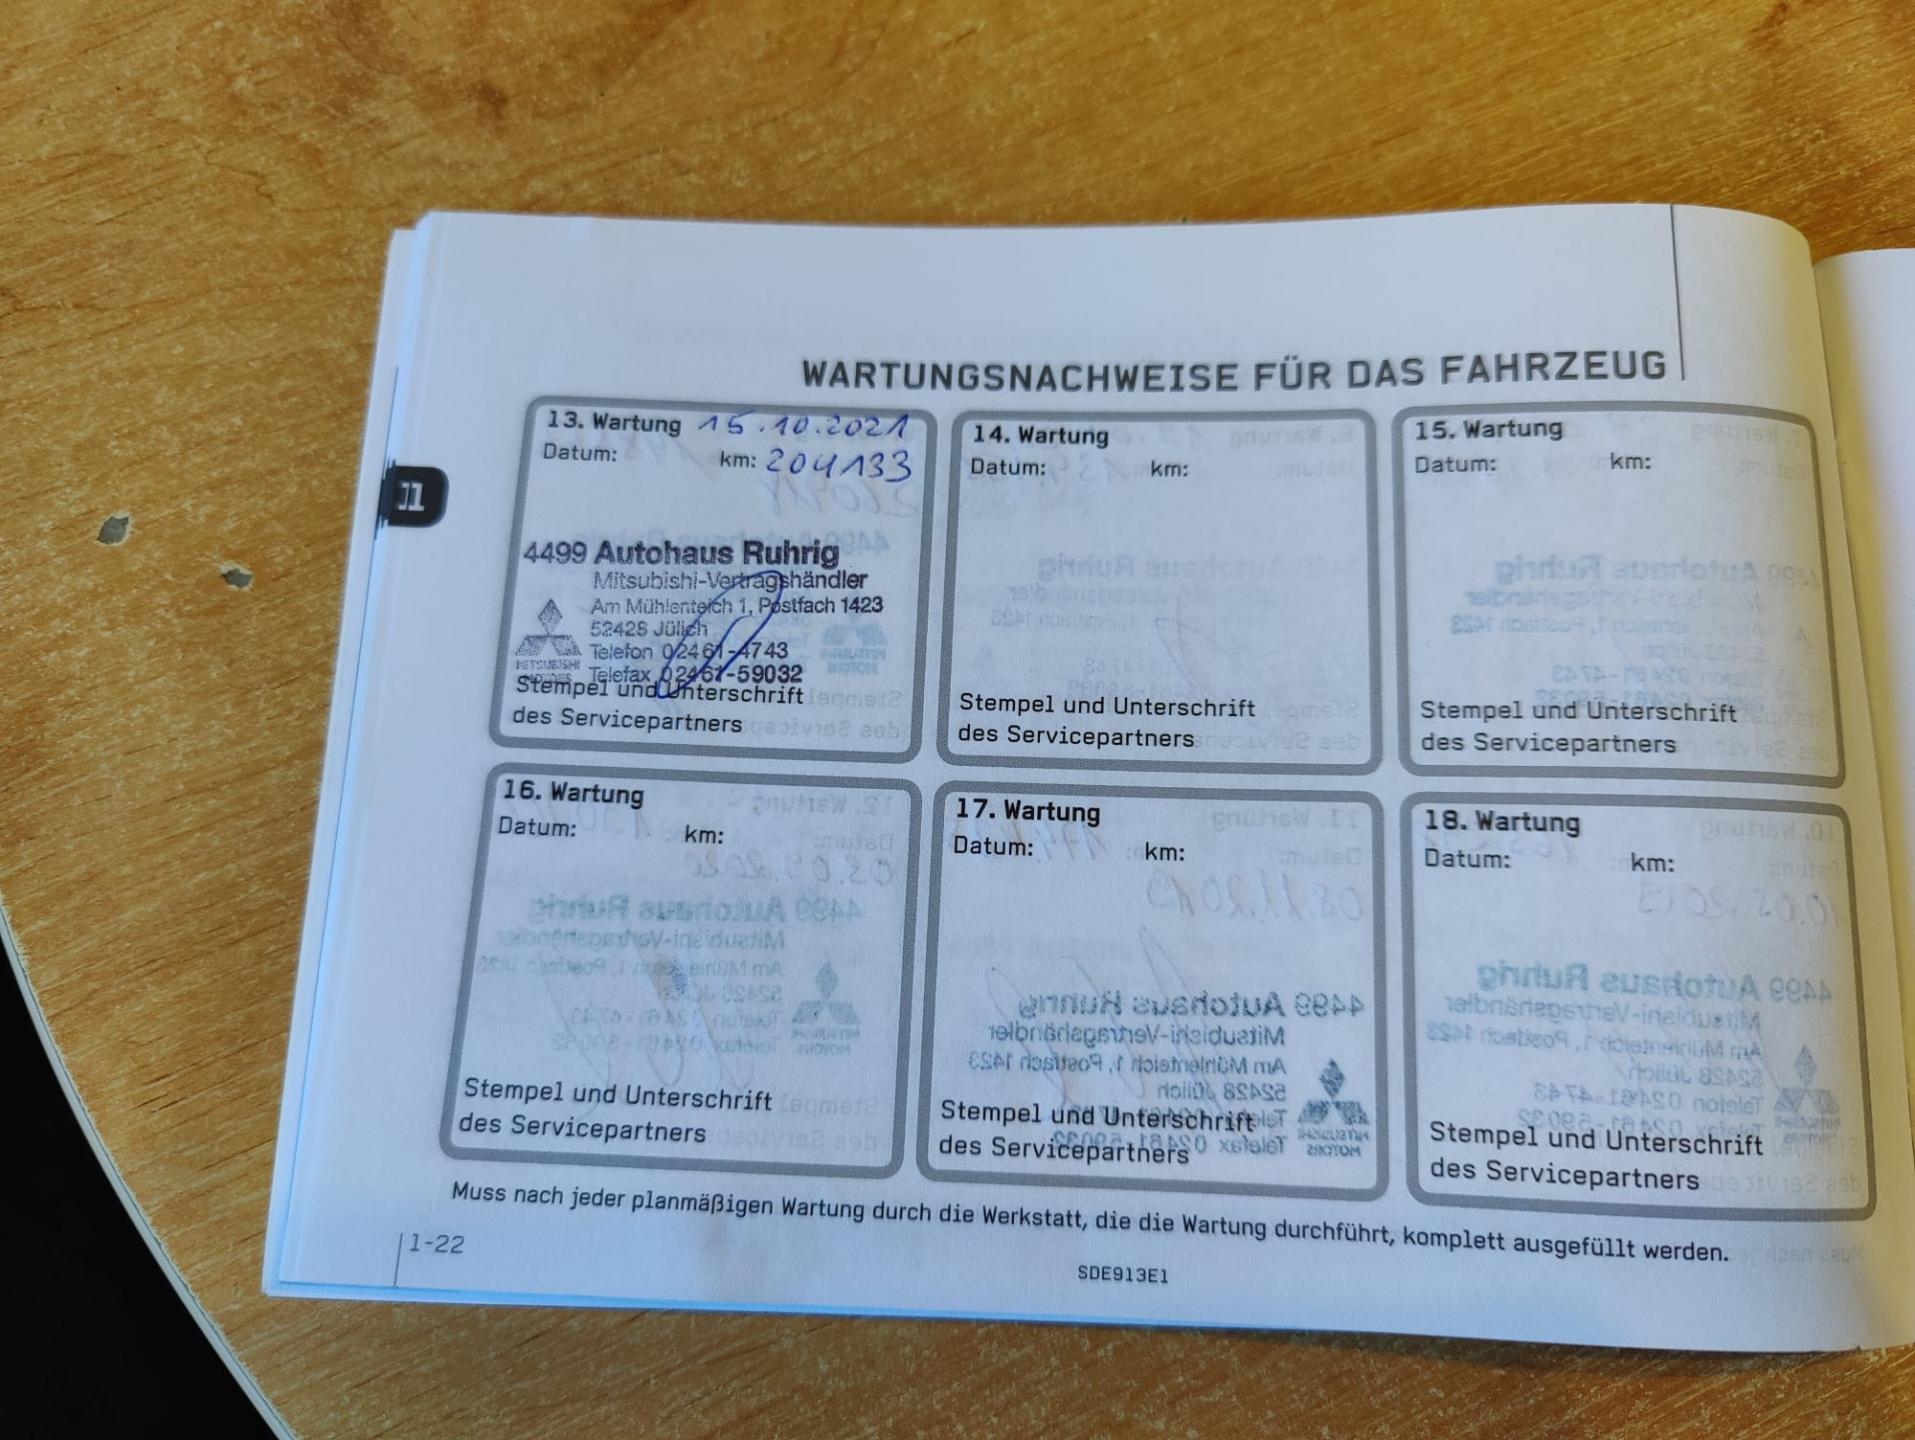 WARTUNGSNACHWEISE FÜR DAS FAHRZEUG
11
13. Wartung 15.10.2021
Datum: km: 204133
4499 Autohaus Ruhrig
Mitsubishi-Vertragshändler
Am Mühlenteich 1, Postfach 1423
52428 Jülich
Telefon 02461-4743
Telefax 02461-59032
MITSUBISHI
MOTORS
Stempel und Unterschrift
des Servicepartners
14. Wartung
Datum: km:
Stempel und Unterschrift
des Servicepartners
15. Wartung
Datum: km:
Stempel und Unterschrift
des Servicepartners
16. Wartung
Datum: km:
Stempel und Unterschrift
des Servicepartners
17. Wartung
Datum: km:
Stempel und Unterschrift
des Servicepartners
18. Wartung
Datum: km:
Stempel und Unterschrift
des Servicepartners
Muss nach jeder planmäßigen Wartung durch die Werkstatt, die die Wartung durchführt, komplett ausgefüllt werden.
1-22
SDE913E1